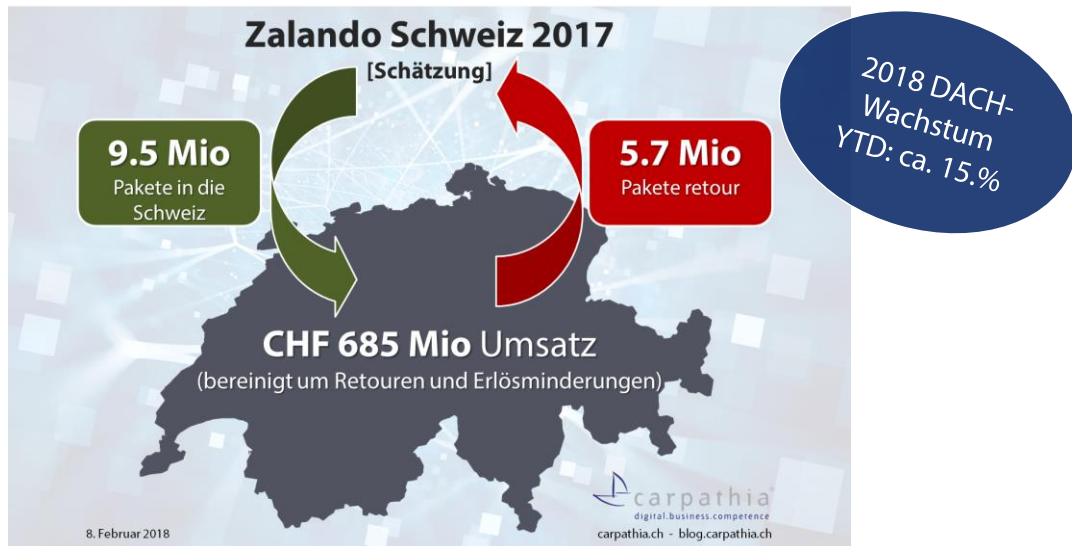 Zalando Schweiz 2017
[Schätzung]
9.5 Mio
Pakete in die
Schweiz
5.7 Mio
Pakete retour
2018 DACH-
Wachstum
YTD: ca. 15.%
CHF 685 Mio Umsatz
(bereinigt um Retouren und Erlösminderungen)
carpathia
digital.business.competence
8. Februar 2018
carpathia.ch - blog.carpathia.ch